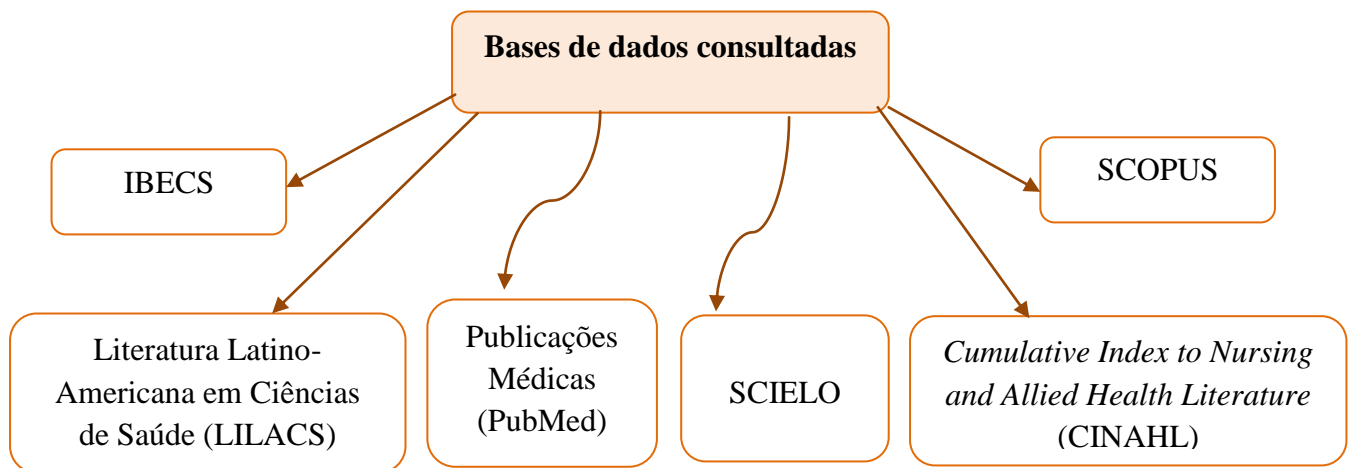 Bases de dados consultadas
IBECS
SCOPUS
Literatura Latino-
Americana em Ciências
de Saúde (LILACS)
Publicações
Médicas
(PubMed)
SCIELO
Cumulative Index to Nursing
and Allied Health Literature
(CINAHL)